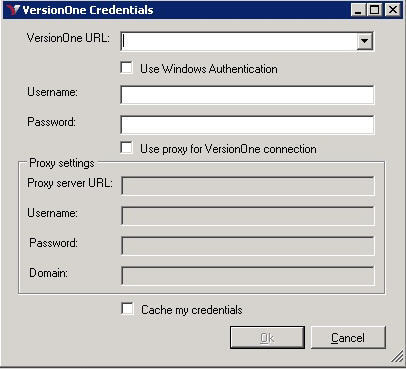 VersionOne Credentials
VersionOne URL:
Use Windows Authentication
Username:
Password:
Use proxy for VersionOne connection
Proxy settings
Proxy server URL:
Username:
Password:
Domain:
Cache my credentials
Ok Cancel